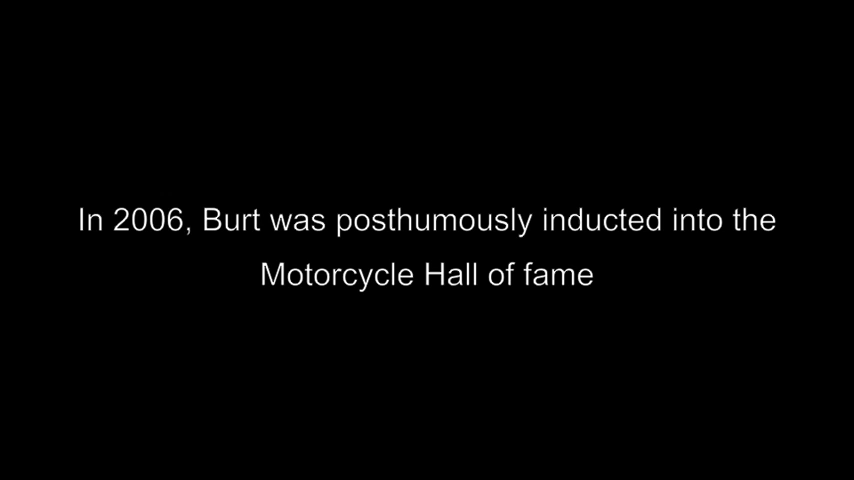 In 2006, Burt was posthumously inducted into the
Motorcycle Hall of fame